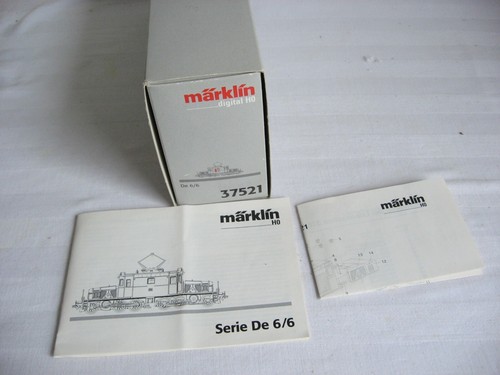 märklin
digital H0
De 6/6
37521
märklin
H0
Serie De 6/6
märklin
H0